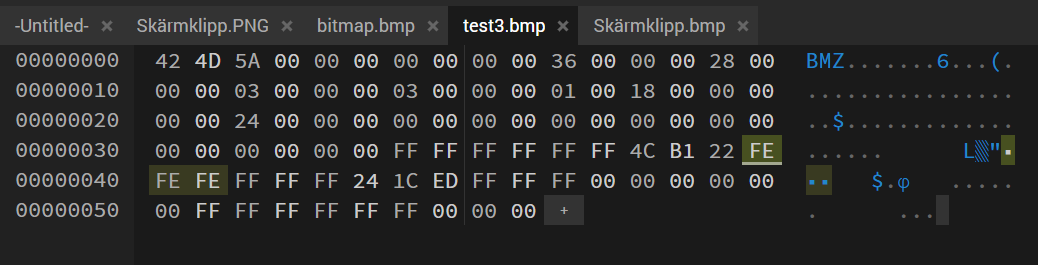 -Untitled- × Skärmklipp.PNG × bitmap.bmp × test3.bmp × Skärmklipp.bmp ×
00000000 42 4D 5A 00 00 00 00 00 00 00 36 00 00 00 28 00 BMZ.......6...(.
00000010 00 00 03 00 00 00 03 00 00 00 01 00 18 00 00 00 ................
00000020 00 00 24 00 00 00 00 00 00 00 00 00 00 00 00 00 ..$.............
00000030 00 00 00 00 00 00 FF FF FF FF FF FF 4C B1 22 FE ......      L▒"▪
00000040 FE FE FF FF FF 24 1C ED FF FF FF 00 00 00 00 00 ▪▪   $.φ   .....
00000050 00 FF FF FF FF FF FF 00 00 00 + .      ...